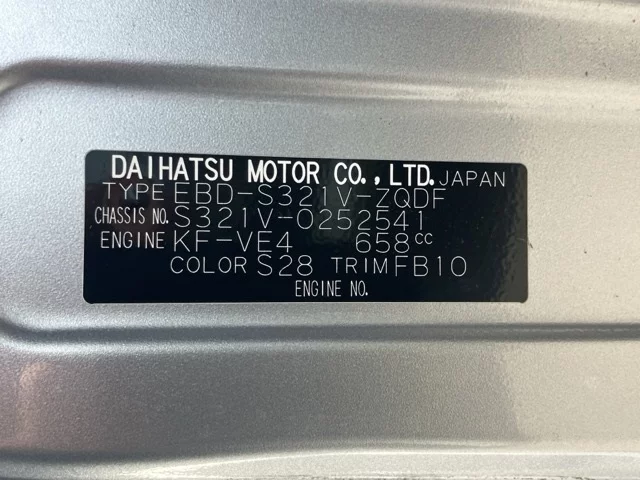 DAIHATSU MOTOR CO.,LTD. JAPAN
TYPE EBD-S321V-ZQDF
CHASSIS NO. S321V-0252541
ENGINE KF-VE4 658cc
COLOR S28 TRIM FB10
ENGINE NO.